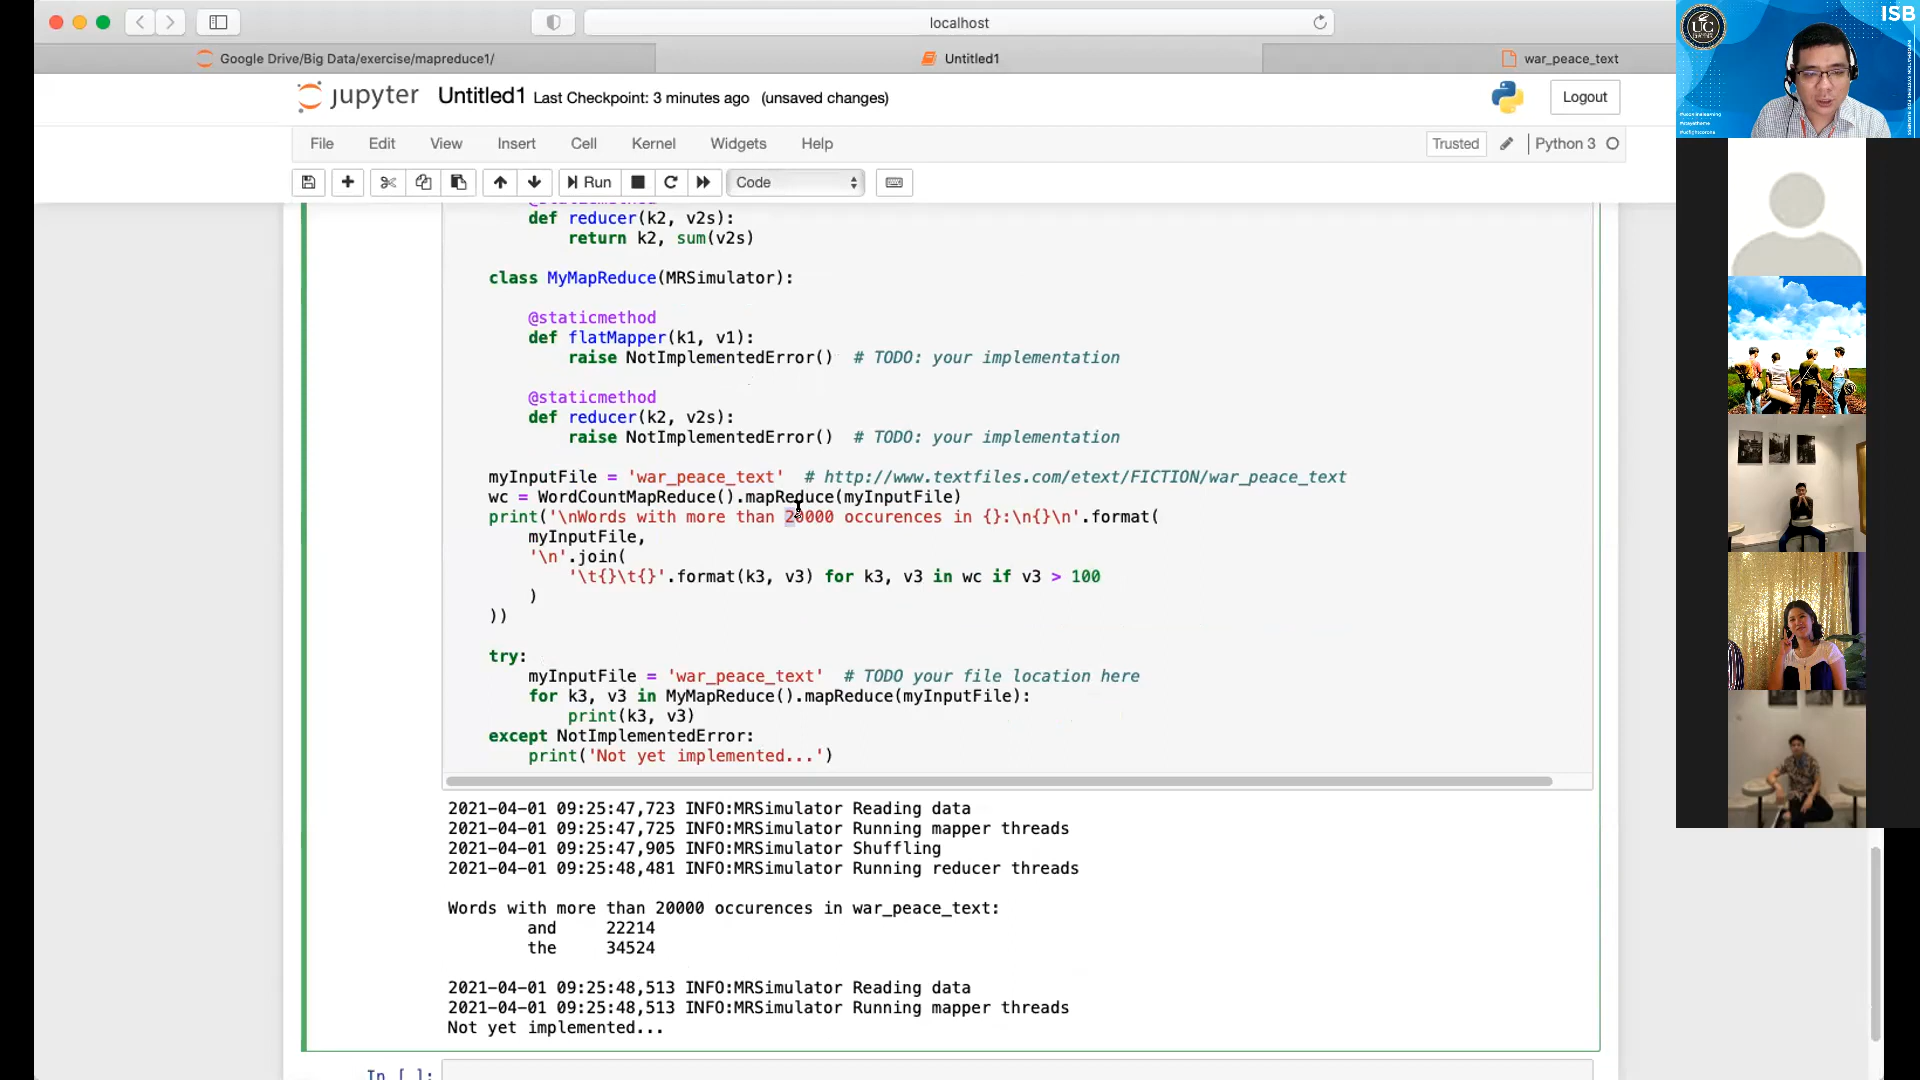 localhost
Google Drive/Big Data/exercise/mapreduce1/
Untitled1
war_peace_text
jupyter Untitled1 Last Checkpoint: 3 minutes ago (unsaved changes)
Logout
File Edit View Insert Cell Kernel Widgets Help
Trusted
Python 3
Run
Code
def reducer(k2, v2s):
return k2, sum(v2s)
class MyMapReduce(MRSimulator):
@staticmethod
def flatMapper(k1, v1):
raise NotImplementedError() # TODO: your implementation
@staticmethod
def reducer(k2, v2s):
raise NotImplementedError() # TODO: your implementation
myInputFile = 'war_peace_text' # http://www.textfiles.com/etext/FICTION/war_peace_text
wc = WordCountMapReduce().mapReduce(myInputFile)
print('\nWords with more than 20000 occurences in {}:\n{}\n'.format(
myInputFile,
'\n'.join(
'\t{}\t{}'.format(k3, v3) for k3, v3 in wc if v3 > 100
)
))
try:
myInputFile = 'war_peace_text' # TODO your file location here
for k3, v3 in MyMapReduce().mapReduce(myInputFile):
print(k3, v3)
except NotImplementedError:
print('Not yet implemented...')
2021-04-01 09:25:47,723 INFO:MRSimulator Reading data
2021-04-01 09:25:47,725 INFO:MRSimulator Running mapper threads
2021-04-01 09:25:47,905 INFO:MRSimulator Shuffling
2021-04-01 09:25:48,481 INFO:MRSimulator Running reducer threads
Words with more than 20000 occurences in war_peace_text:
and 22214
the 34524
2021-04-01 09:25:48,513 INFO:MRSimulator Reading data
2021-04-01 09:25:48,513 INFO:MRSimulator Running mapper threads
Not yet implemented...
In [ ]:
UC
ISB